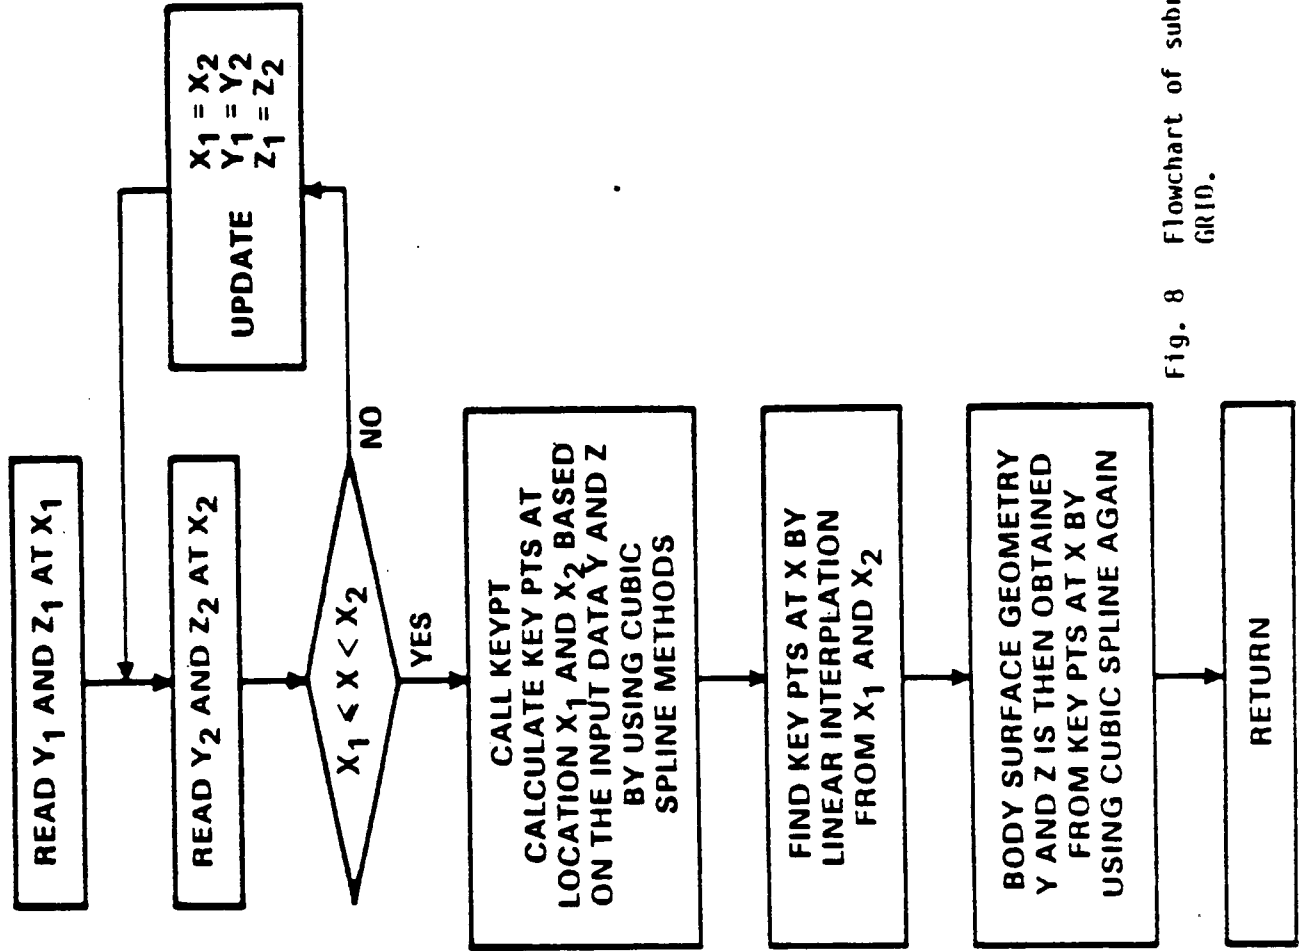 READ Y₁ AND Z₁ AT X₁
READ Y₂ AND Z₂ AT X₂
X₁ ≤ X < X₂
NO
UPDATE
X₁ = X₂
Y₁ = Y₂
Z₁ = Z₂
YES
CALL KEYPT
CALCULATE KEY PTS AT
LOCATION X₁ AND X₂ BASED
ON THE INPUT DATA Y AND Z
BY USING CUBIC
SPLINE METHODS
FIND KEY PTS AT X BY
LINEAR INTERPLATION
FROM X₁ AND X₂
BODY SURFACE GEOMETRY
Y AND Z IS THEN OBTAINED
FROM KEY PTS AT X BY
USING CUBIC SPLINE AGAIN
RETURN
Fig. 8 Flowchart of
GRID.